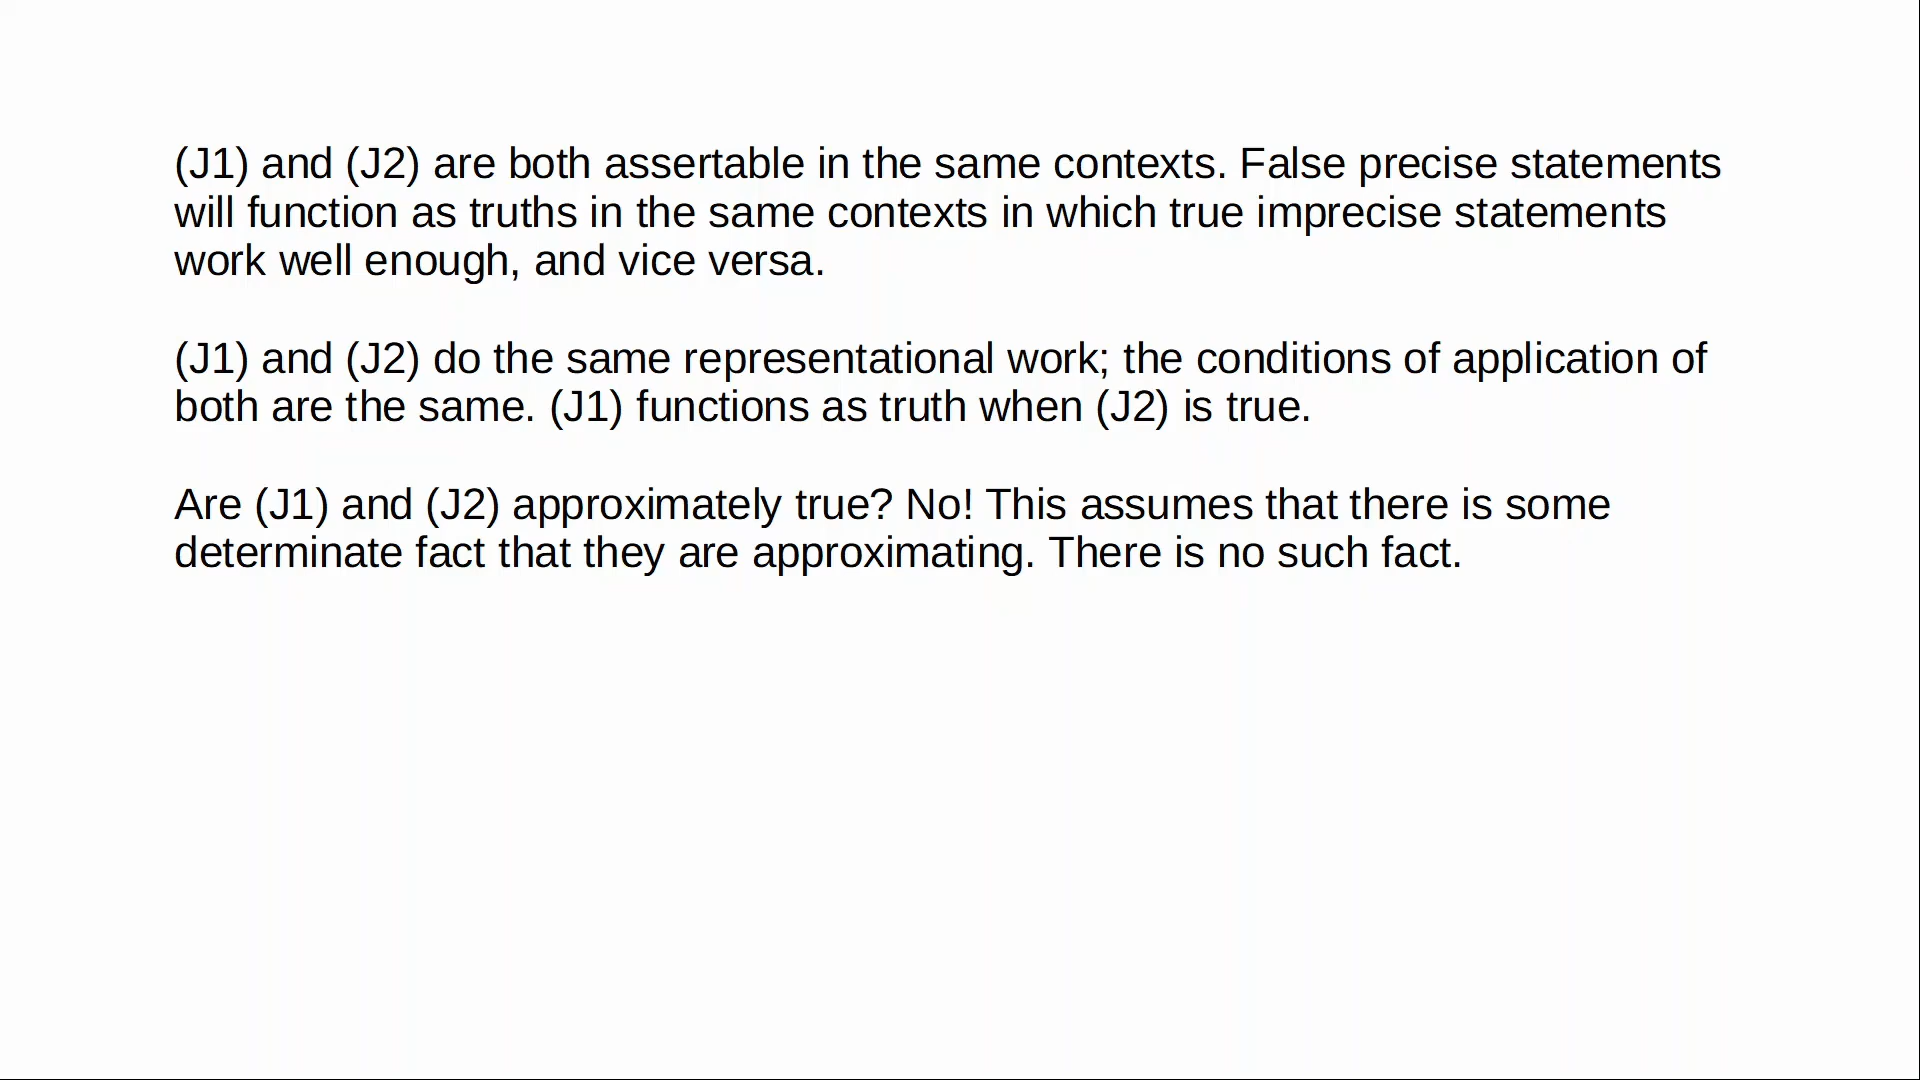 (J1) and (J2) are both assertable in the same contexts. False precise statements
will function as truths in the same contexts in which true imprecise statements
work well enough, and vice versa.
(J1) and (J2) do the same representational work; the conditions of application of
both are the same. (J1) functions as truth when (J2) is true.
Are (J1) and (J2) approximately true? No! This assumes that there is some
determinate fact that they are approximating. There is no such fact.